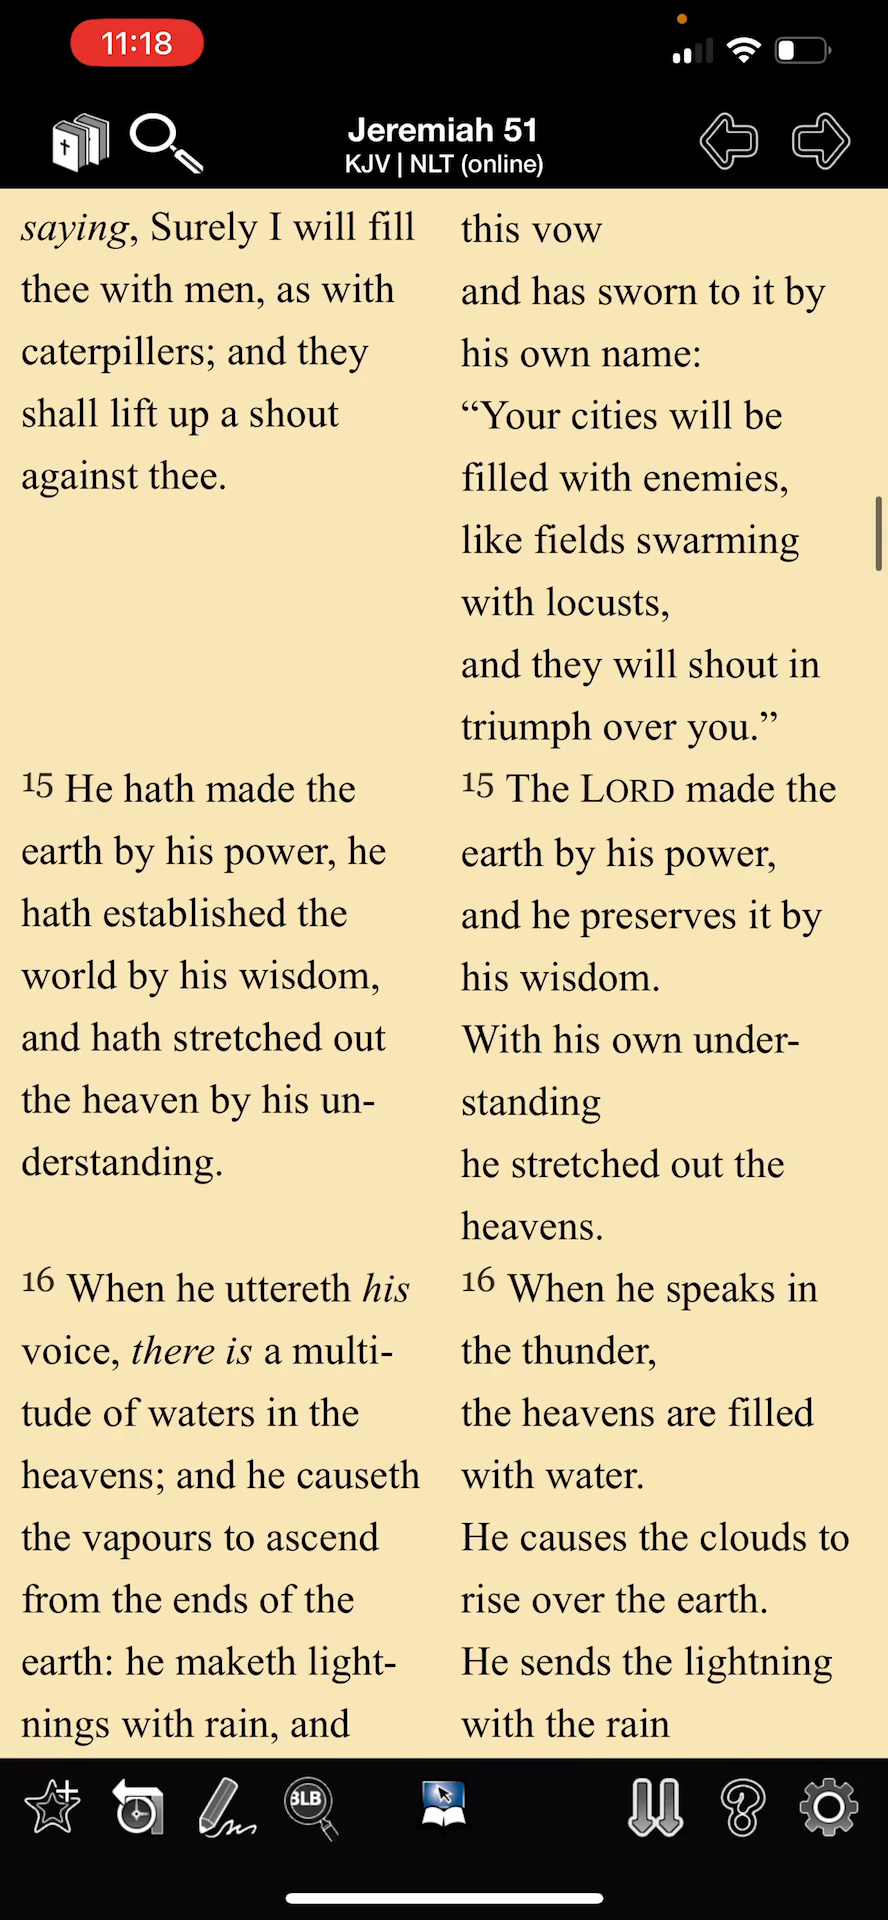 11:18
Jeremiah 51
KJV | NLT (online)
saying, Surely I will fill
thee with men, as with
caterpillers; and they
shall lift up a shout
against thee.
15 He hath made the
earth by his power, he
hath established the
world by his wisdom,
and hath stretched out
the heaven by his un-
derstanding.
16 When he uttereth his
voice, there is a multi-
tude of waters in the
heavens; and he causeth
the vapours to ascend
from the ends of the
earth: he maketh light-
nings with rain, and
this vow
and has sworn to it by
his own name:
“Your cities will be
filled with enemies,
like fields swarming
with locusts,
and they will shout in
triumph over you.”
15 The LORD made the
earth by his power,
and he preserves it by
his wisdom.
With his own under-
standing
he stretched out the
heavens.
16 When he speaks in
the thunder,
the heavens are filled
with water.
He causes the clouds to
rise over the earth.
He sends the lightning
with the rain
BLB